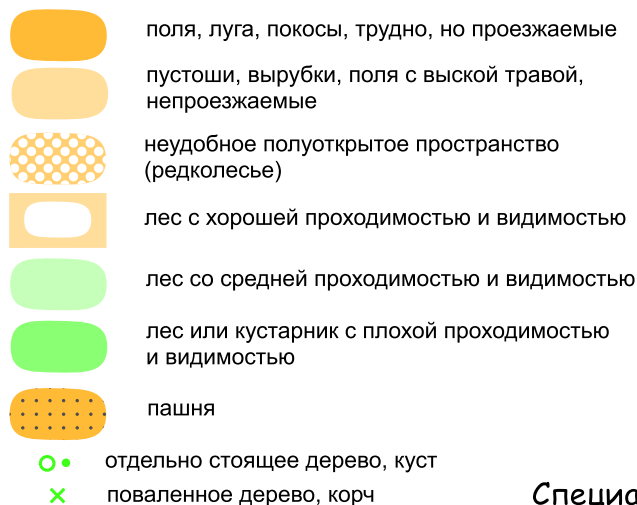 поля, луга, покосы, трудно, но проезжаемые
пустоши, вырубки, поля с выской травой,
непроезжаемые
неудобное полуоткрытое пространство
(редколесье)
лес с хорошей проходимостью и видимостью
лес со средней проходимостью и видимостью
лес или кустарник с плохой проходимостью
и видимостью
пашня
отдельно стоящее дерево, куст
поваленное дерево, корч